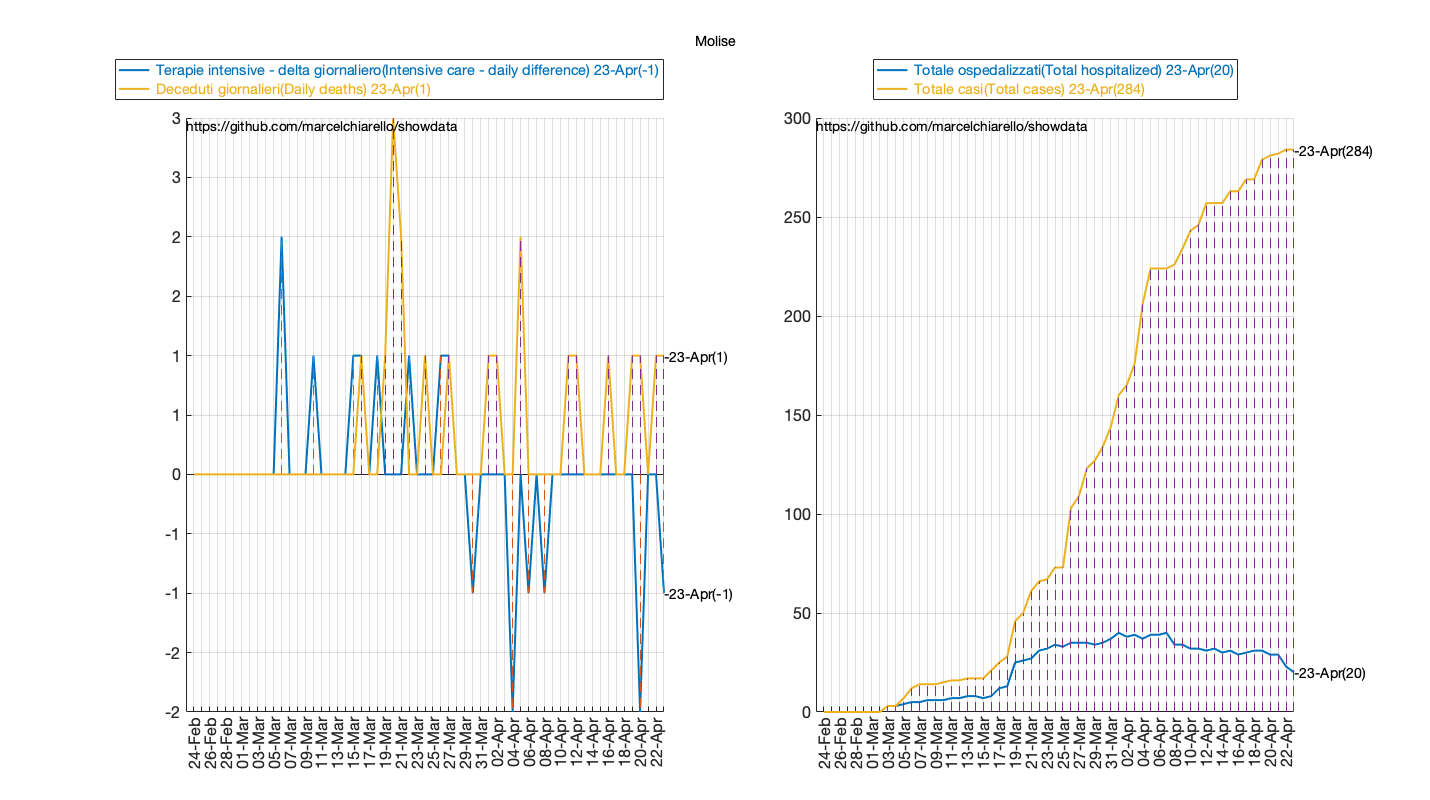 Molise
Terapie intensive - delta giornaliero(Intensive care - daily difference) 23-Apr(-1)
Deceduti giornalieri(Daily deaths) 23-Apr(1)
https://github.com/marcelchiarello/showdata
3
3
2
2
1
1
0
-1
-1
-2
-2
-23-Apr(1)
-23-Apr(-1)
24-Feb
26-Feb
28-Feb
01-Mar
03-Mar
05-Mar
07-Mar
09-Mar
11-Mar
13-Mar
15-Mar
17-Mar
19-Mar
21-Mar
23-Mar
25-Mar
27-Mar
29-Mar
31-Mar
02-Apr
04-Apr
06-Apr
08-Apr
10-Apr
12-Apr
14-Apr
16-Apr
18-Apr
20-Apr
22-Apr
Totale ospedalizzati(Total hospitalized) 23-Apr(20)
Totale casi(Total cases) 23-Apr(284)
https://github.com/marcelchiarello/showdata
300
250
200
150
100
50
0
-23-Apr(284)
-23-Apr(20)
24-Feb
26-Feb
28-Feb
01-Mar
03-Mar
05-Mar
07-Mar
09-Mar
11-Mar
13-Mar
15-Mar
17-Mar
19-Mar
21-Mar
23-Mar
25-Mar
27-Mar
29-Mar
31-Mar
02-Apr
04-Apr
06-Apr
08-Apr
10-Apr
12-Apr
14-Apr
16-Apr
18-Apr
20-Apr
22-Apr